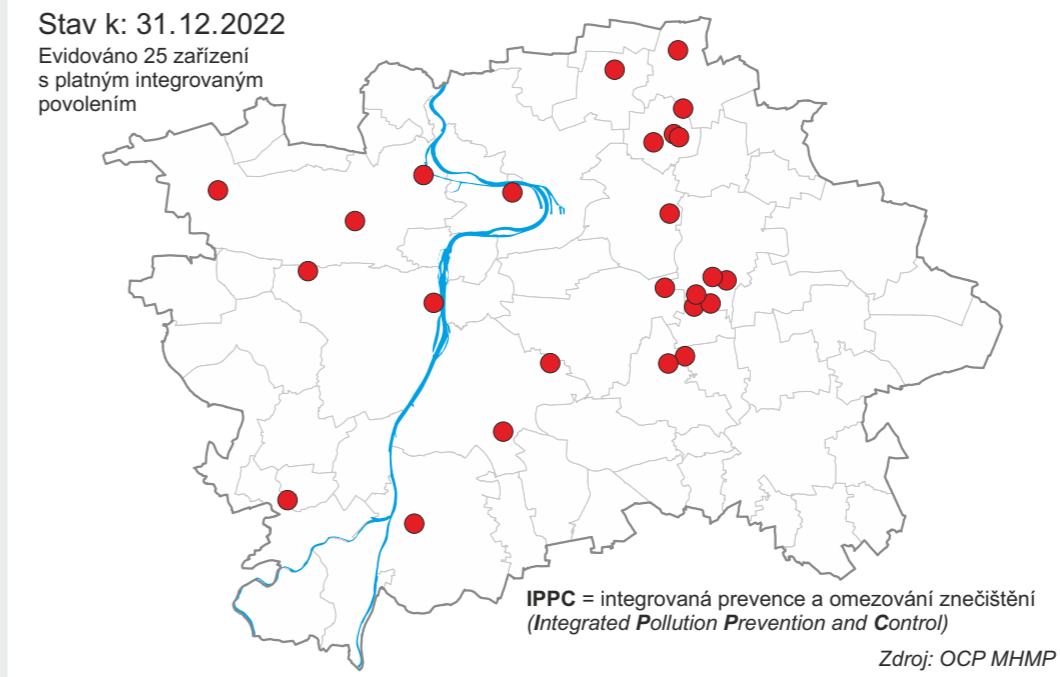 Stav k: 31.12.2022
Evidováno 25 zařízení
s platným integrovaným
povolením
IPPC = integrovaná prevence a omezování znečištění
(Integrated Pollution Prevention and Control)
Zdroj: OCP MHMP